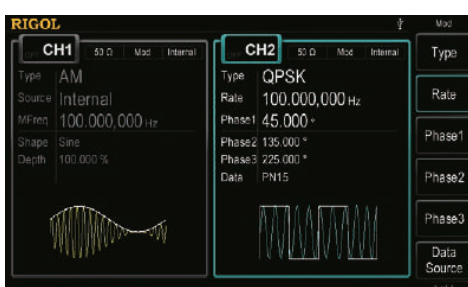 RIGOL
Mod
OFF CH1 50 Ω Mod Internal
Type AM
Source Internal
MFreq 100.000,000 Hz
Shape Sine
Depth 100.000 %
CH2 50 Ω Mod Internal
Type QPSK
Rate 100.000,000 Hz
Phase1 45.000 °
Phase2 135.000 °
Phase3 225.000 °
Data PN15
Type
Rate
Phase1
Phase2
Phase3
Data
Source